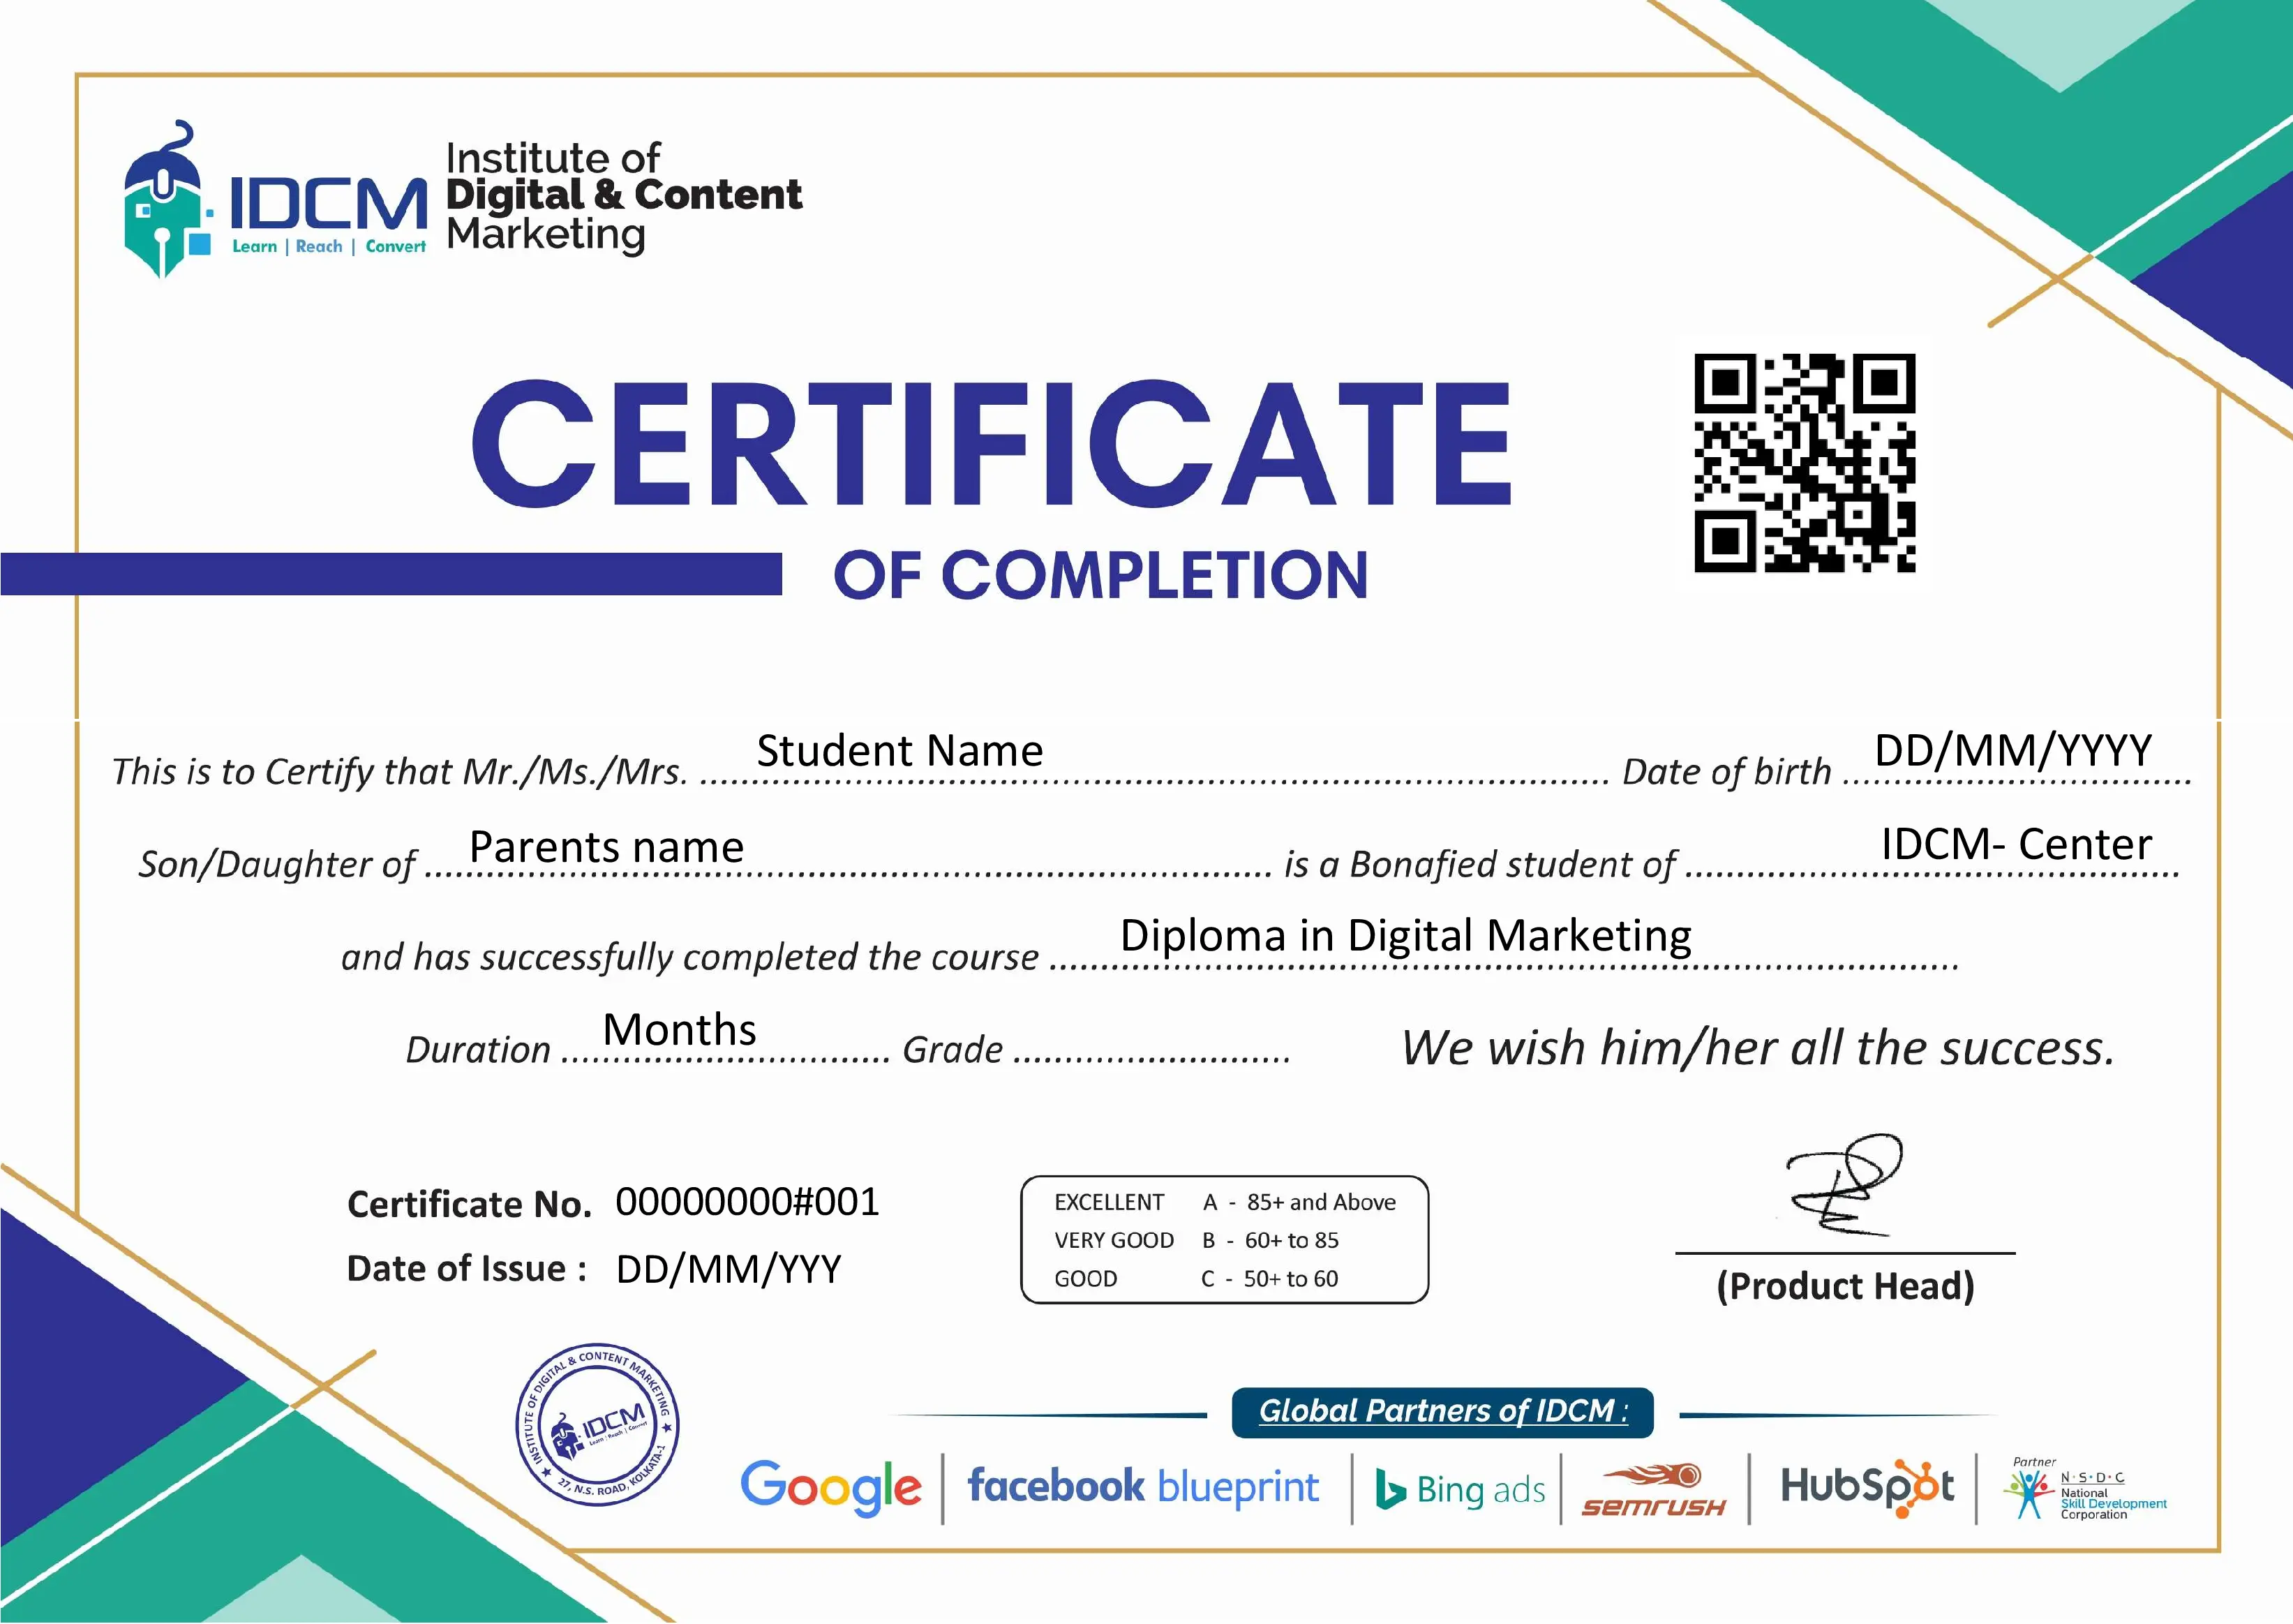 IDCM
Learn | Reach | Convert
Institute of
Digital & Content
Marketing
CERTIFICATE
OF COMPLETION
This is to Certify that Mr./Ms./Mrs. Student Name Date of birth DD/MM/YYYY
Son/Daughter of Parents name is a Bonafied student of IDCM- Center
and has successfully completed the course Diploma in Digital Marketing
Duration Months Grade We wish him/her all the success.
Certificate No. 00000000#001
Date of Issue : DD/MM/YYY
EXCELLENT A - 85+ and Above
VERY GOOD B - 60+ to 85
GOOD C - 50+ to 60
(Product Head)
INSTITUTE OF DIGITAL & CONTENT MARKETING
IDCM
Learn | Reach | Convert
27, N.S. ROAD, KOLKATA-1
Global Partners of IDCM :
Google
facebook blueprint
Bing ads
semrush
HubSpot
Partner
N·S·D·C
National
Skill Development
Corporation